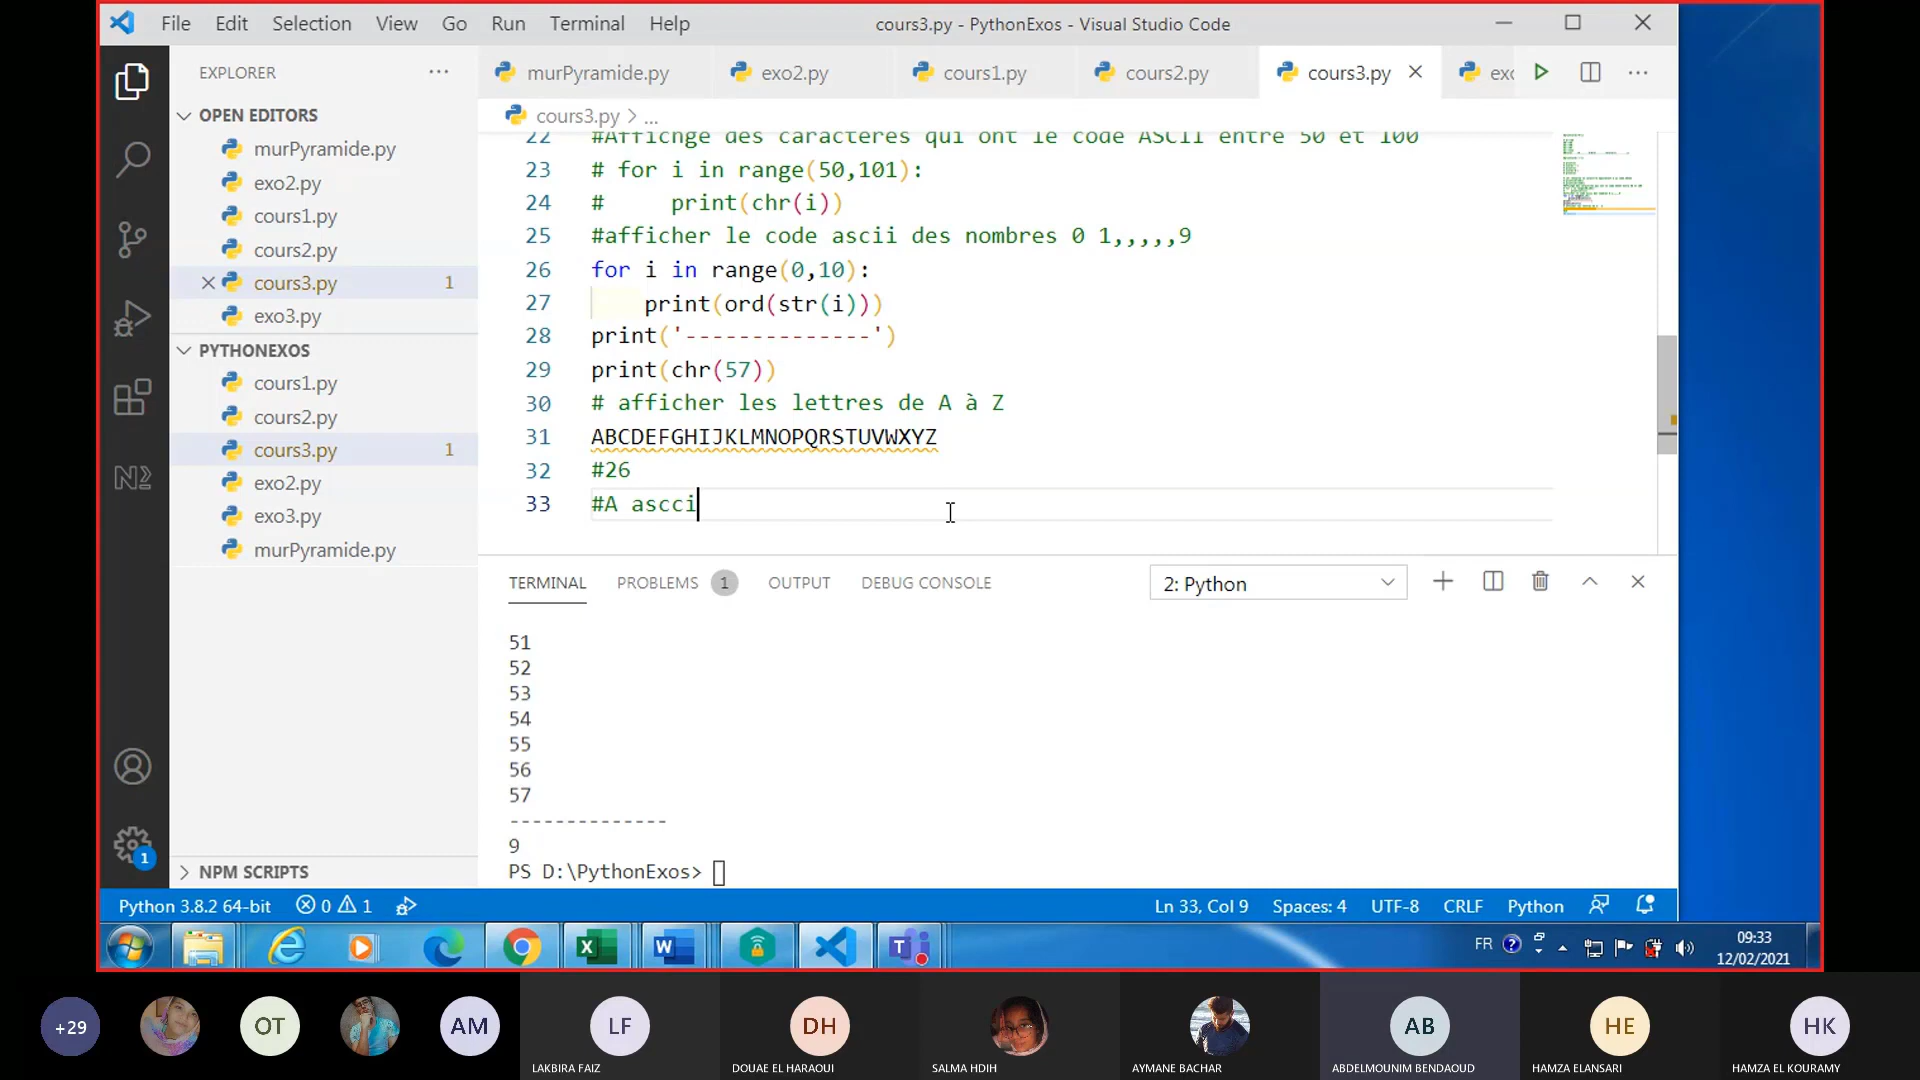 File Edit Selection View Go Run Terminal Help
cours3.py - PythonExos - Visual Studio Code
EXPLORER
OPEN EDITORS
murPyramide.py
exo2.py
cours1.py
cours2.py
cours3.py 1
exo3.py
PYTHONEXOS
cours1.py
cours2.py
cours3.py 1
exo2.py
exo3.py
murPyramide.py
NPM SCRIPTS
murPyramide.py exo2.py cours1.py cours2.py cours3.py exo
cours3.py > ...
22 #Affichge des caracteres qui ont le code ASCII entre 50 et 100
23 # for i in range(50,101):
24 #     print(chr(i))
25 #afficher le code ascii des nombres 0 1,,,,,9
26 for i in range(0,10):
27     print(ord(str(i)))
28 print('--------------')
29 print(chr(57))
30 # afficher les lettres de A à Z
31 ABCDEFGHIJKLMNOPQRSTUVWXYZ
32 #26
33 #A ascci
TERMINAL PROBLEMS 1 OUTPUT DEBUG CONSOLE
2: Python
51
52
53
54
55
56
57
--------------
9
PS D:\PythonExos>
1
Python 3.8.2 64-bit 0 1
Ln 33, Col 9 Spaces: 4 UTF-8 CRLF Python
FR
09:33
12/02/2021
+29
OT
AM
LF
LAKBIRA FAIZ
DH
DOUAE EL HARAOUI
SALMA HDIH
AYMANE BACHAR
AB
ABDELMOUNIM BENDAOUD
HE
HAMZA ELANSARI
HK
HAMZA EL KOURAMY